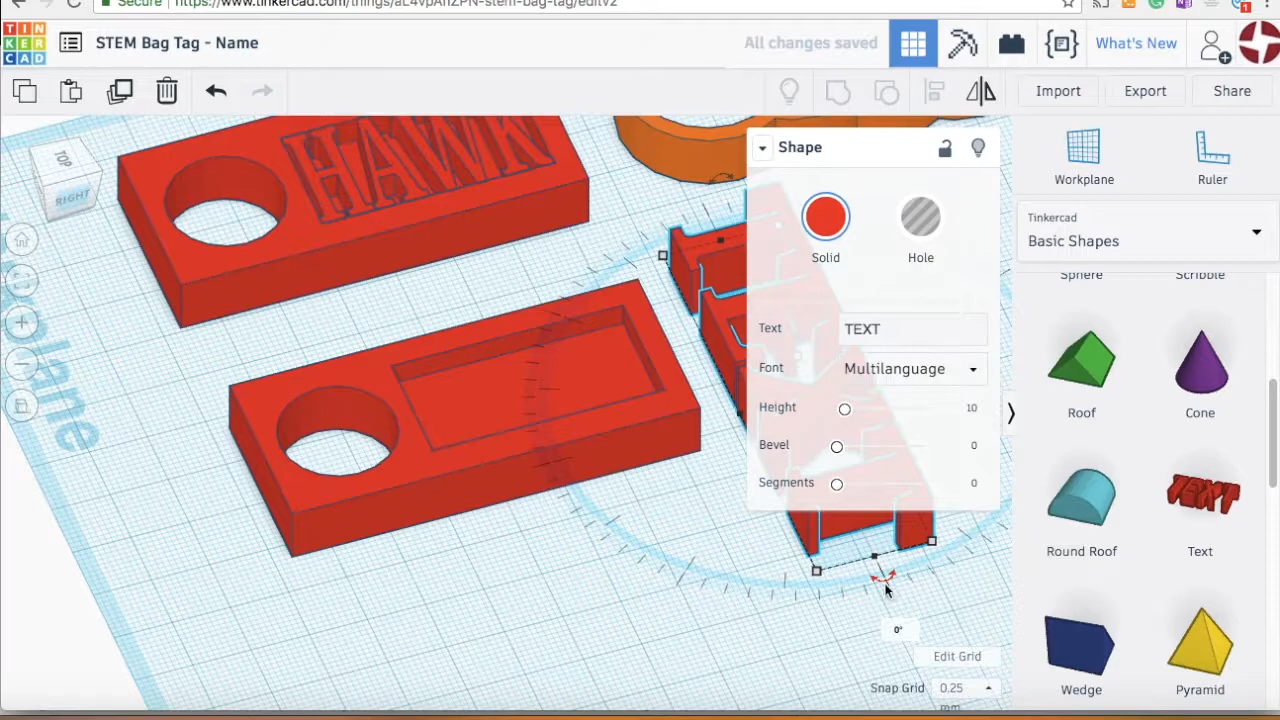 Secure
https://www.tinkercad.com/things/aL4vpAnZPN-stem-bag-tag/editv2
TIN
KER
CAD
STEM Bag Tag - Name
All changes saved
What's New
Import
Export
Share
TOP
RIGHT
HAWK
Shape
Solid
Hole
Text
TEXT
Font
Multilanguage
Height
10
Bevel
0
Segments
0
0°
Edit Grid
Snap Grid
0.25
mm
Workplane
Ruler
Tinkercad
Basic Shapes
Sphere
Scribble
Roof
Cone
TEXT
Round Roof
Text
Wedge
Pyramid